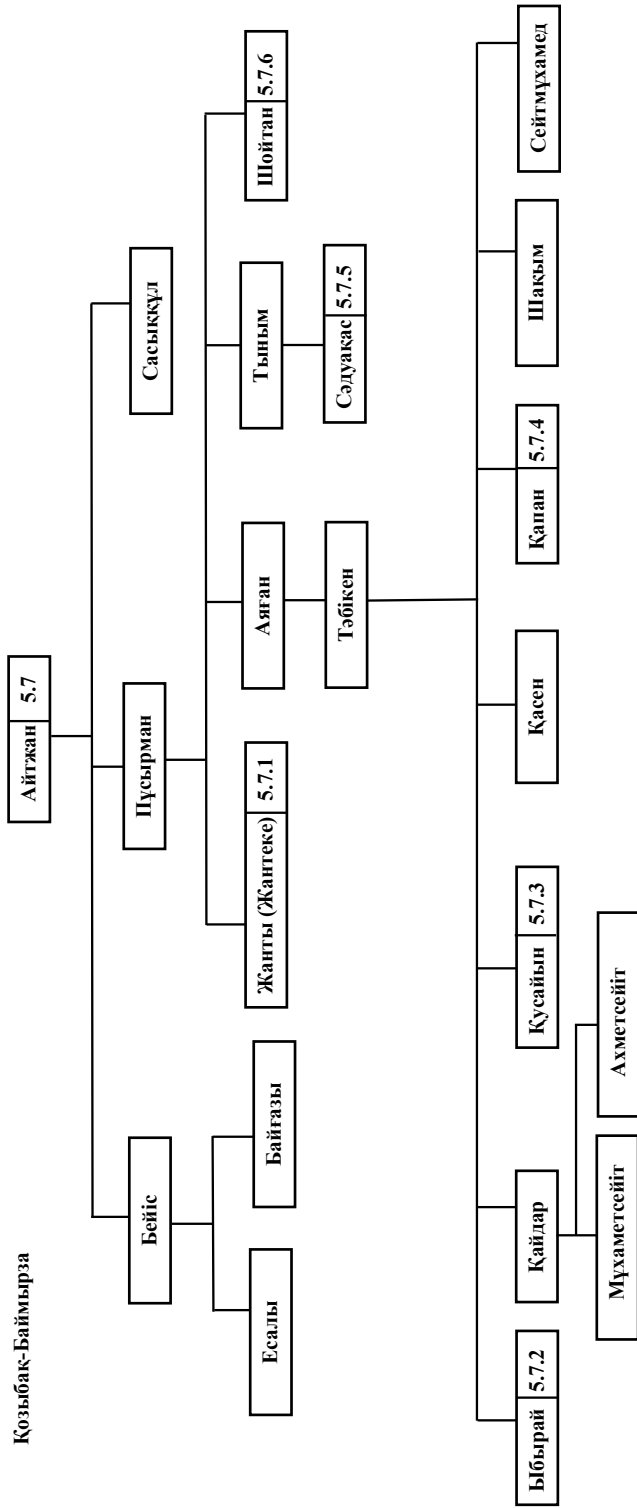 Қозыбақ-Баймырза
Айтжан 5.7
Бейіс
Пұсырман
Сасыққұл
Есалы
Байғазы
Жанты (Жантеке) 5.7.1
Аяған
Тыным
Шойтан 5.7.6
Тәбікен
Сәдуақас 5.7.5
Ыбырай 5.7.2
Қайдар
Құсайын 5.7.3
Қасен
Қапан 5.7.4
Шақым
Сейтмұхамед
Мұхаметсейіт
Ахметсейіт